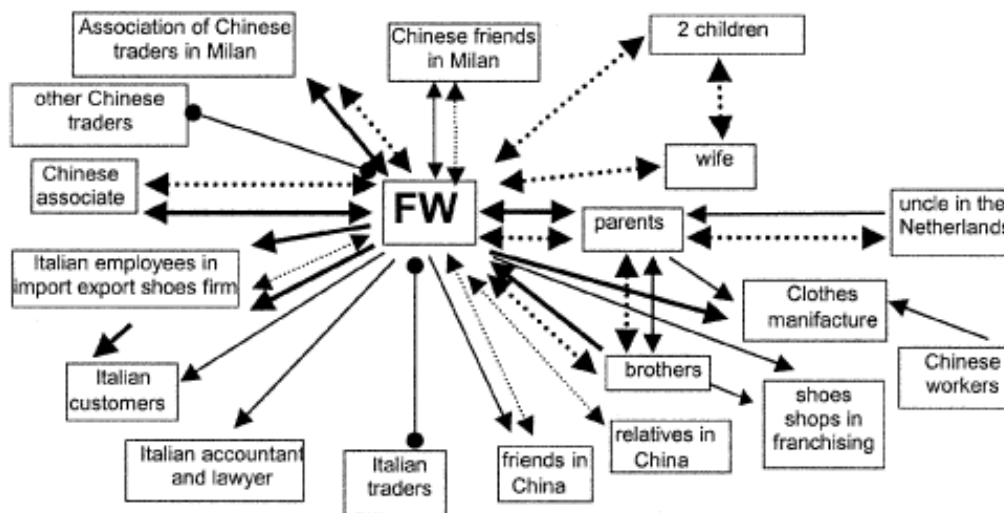 Association of Chinese
traders in Milan
Chinese friends
in Milan
2 children
other Chinese
traders
wife
Chinese
associate
FW
parents
uncle in the
Netherlands
Italian employees in
import export shoes firm
Clothes
manifacture
Italian
customers
brothers
Chinese
workers
shoes
shops in
franchising
Italian accountant
and lawyer
Italian
traders
friends in
China
relatives in
China